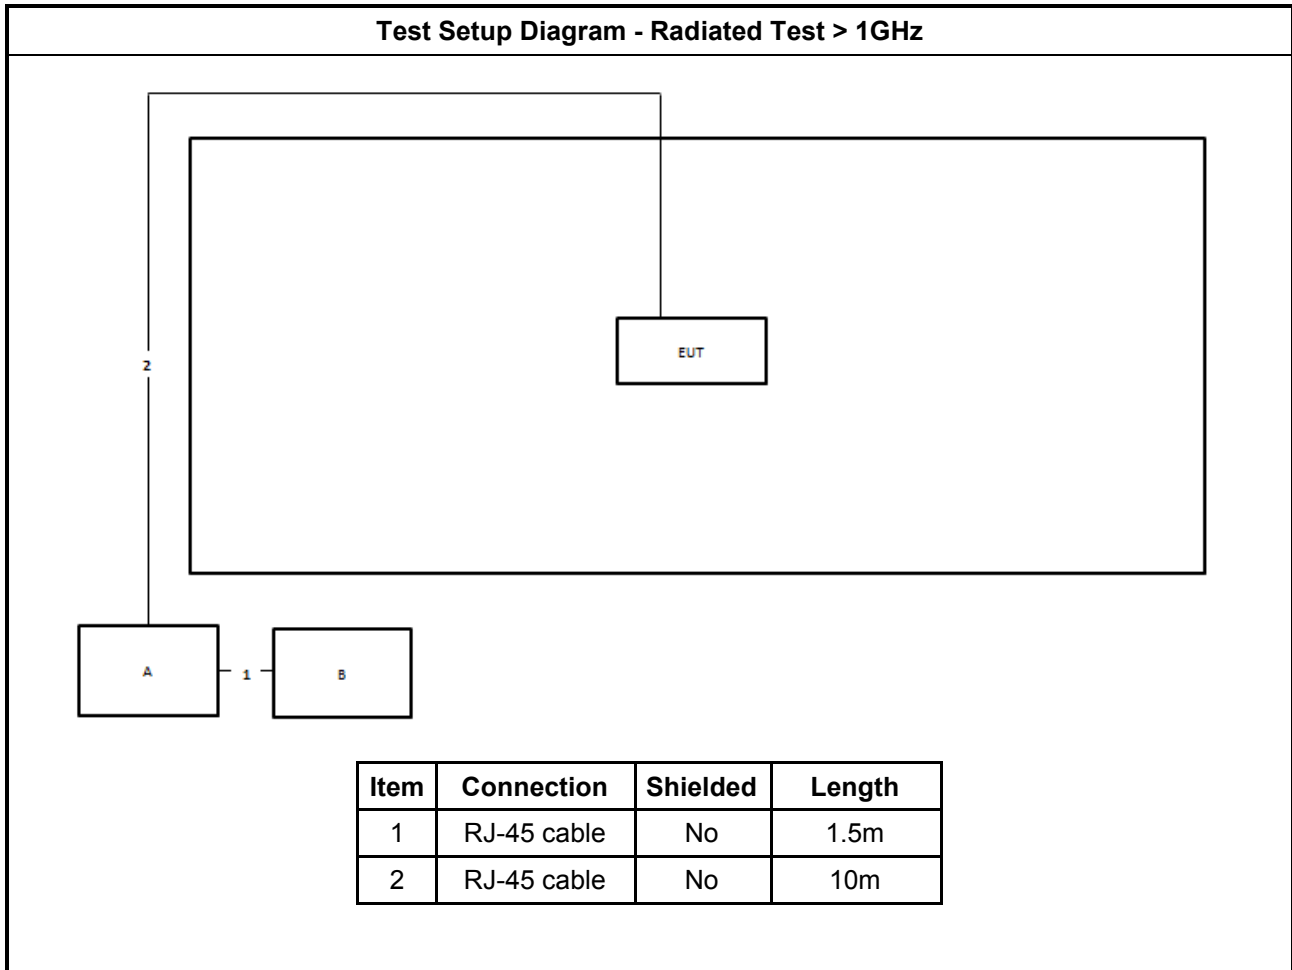 Test Setup Diagram - Radiated Test > 1GHz
EUT
2
A
1
B
Item Connection Shielded Length
1 RJ-45 cable No 1.5m
2 RJ-45 cable No 10m